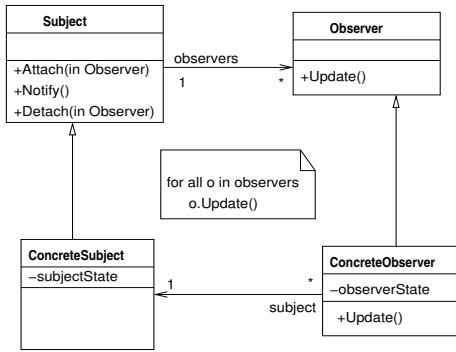 Subject
+Attach(in Observer)
+Notify()
+Detach(in Observer)
observers
1
*
Observer
+Update()
for all o in observers
o.Update()
ConcreteSubject
−subjectState
1
*
subject
ConcreteObserver
−observerState
+Update()